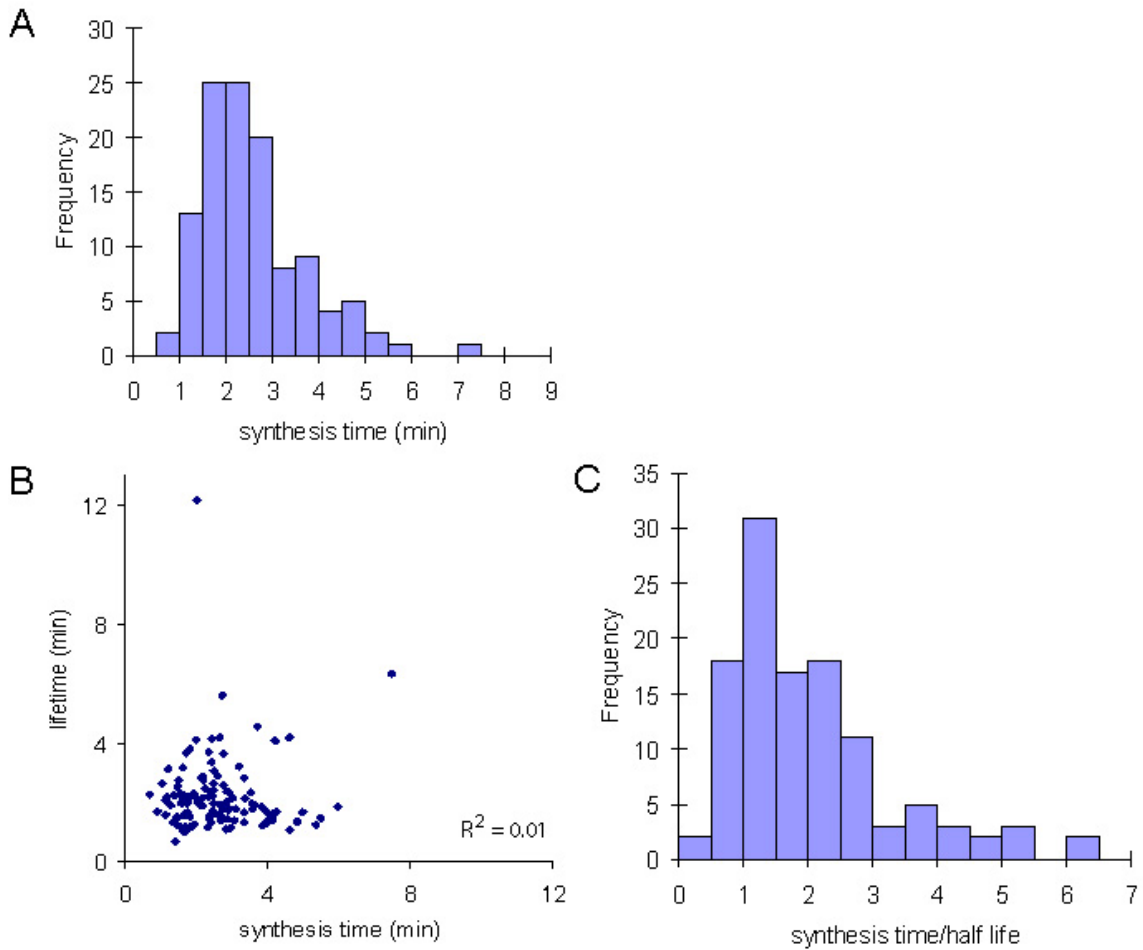 A
30
25
20
15
10
5
0
Frequency
0 1 2 3 4 5 6 7 8 9
synthesis time (min)
B
12
8
4
0
lifetime (min)
R² = 0.01
0 4 8 12
synthesis time (min)
C
35
30
25
20
15
10
5
0
Frequency
0 1 2 3 4 5 6 7
synthesis time/half life